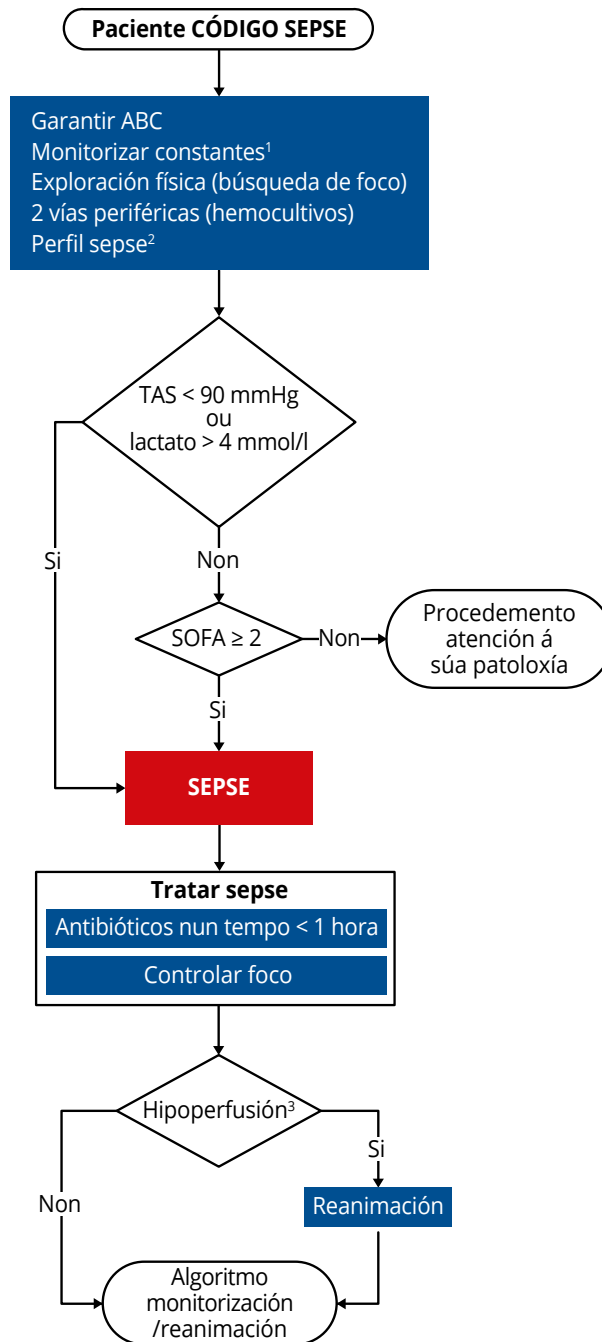 Paciente CÓDIGO SEPSE
Garantir ABC
Monitorizar constantes¹
Exploración física (búsqueda de foco)
2 vías periféricas (hemocultivos)
Perfil sepse²
TAS < 90 mmHg
ou
lactato > 4 mmol/l
Si
Non
SOFA ≥ 2
Non
Procedemento
atención á
súa patoloxía
Si
SEPSE
Tratar sepse
Antibióticos nun tempo < 1 hora
Controlar foco
Hipoperfusión³
Si
Non
Reanimación
Algoritmo
monitorización
/reanimación